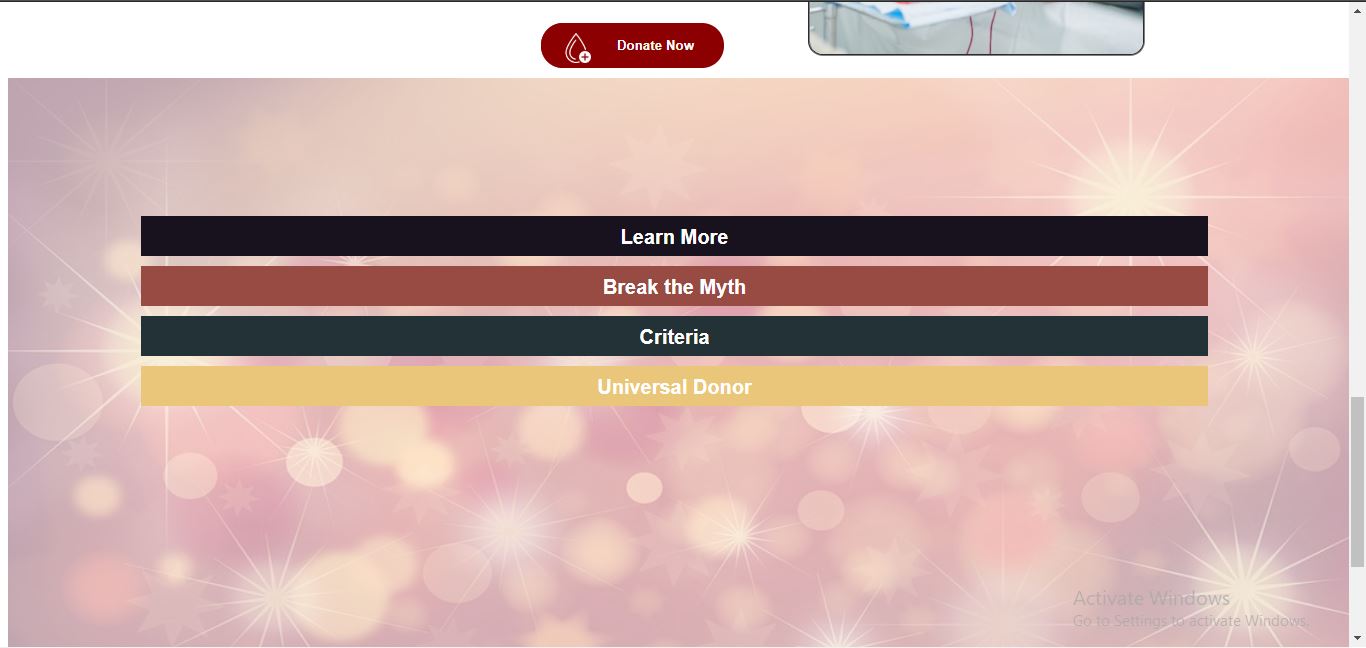 Donate Now
Learn More
Break the Myth
Criteria
Universal Donor
Activate Windows
Go to Settings to activate Windows.